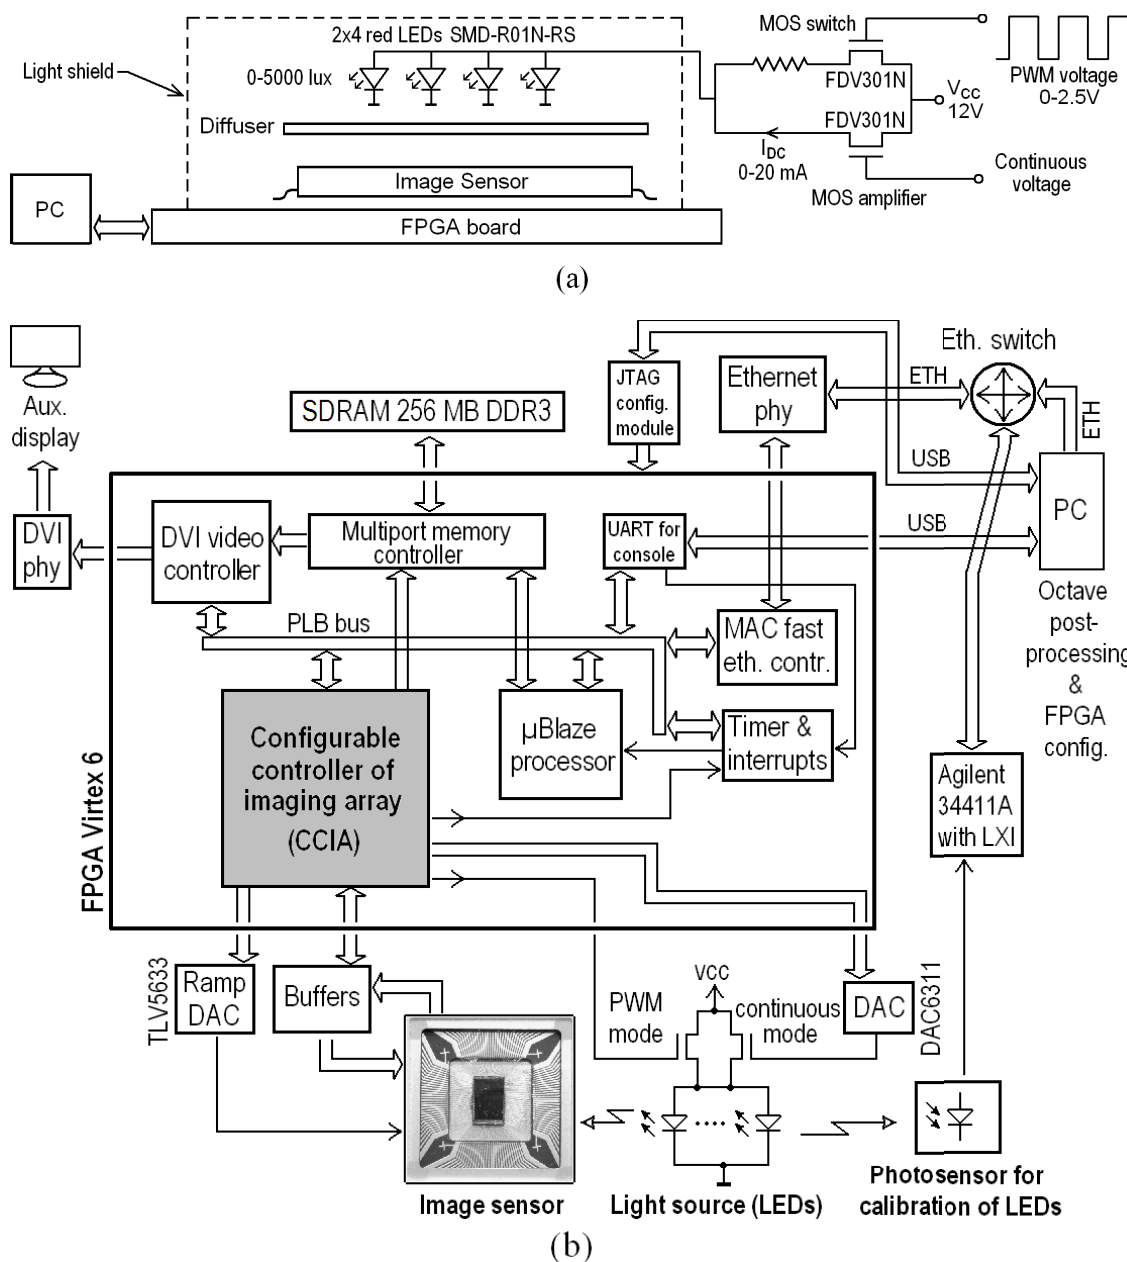 MOS switch
2x4 red LEDs SMD-R01N-RS
Light shield
0-5000 lux
FDV301N
PWM voltage
0-2.5V
VCC
12V
Diffuser
FDV301N
IDC
0-20 mA
Continuous
voltage
Image Sensor
MOS amplifier
PC
FPGA board
(a)
Eth. switch
JTAG
config.
module
Ethernet
phy
ETH
ETH
Aux.
display
SDRAM 256 MB DDR3
USB
PC
DVI
phy
DVI video
controller
Multiport memory
controller
UART for
console
USB
Octave
post-
processing
&
FPGA
config.
PLB bus
MAC fast
eth. contr.
Configurable
controller of
imaging array
(CCIA)
µBlaze
processor
Timer &
interrupts
Agilent
34411A
with LXI
FPGA Virtex 6
TLV5633
Ramp
DAC
Buffers
VCC
PWM
mode
continuous
mode
DAC
DAC6311
Image sensor
Light source (LEDs)
Photosensor for
calibration of LEDs
(b)